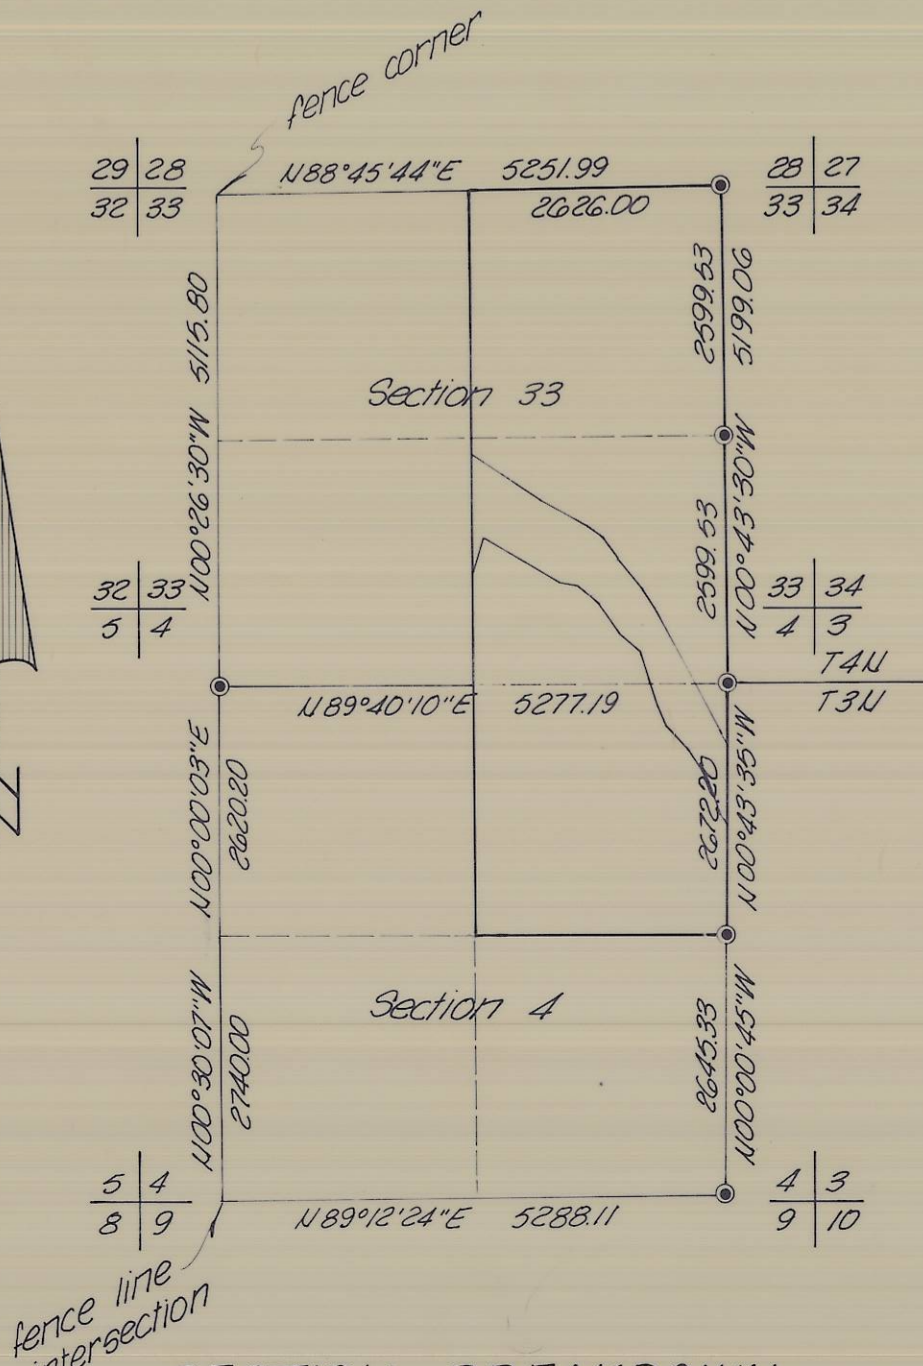 fence corner
29 28
32 33
N88°45'44"E 5251.99
2626.00
28 27
33 34
5115.80
N00°26'30"W
2599.53
5199.06
Section 33
N00°43'30"W
2599.53
32 33
5 4
33 34
4 3
T4N
T3N
N89°40'10"E 5277.19
N00°00'03"E
2620.20
2672.20
N00°43'35"W
N
Section 4
N00°30'07"W
2740.00
2645.33
N00°00'45"W
5 4
8 9
N89°12'24"E 5288.11
4 3
9 10
fence line
intersection